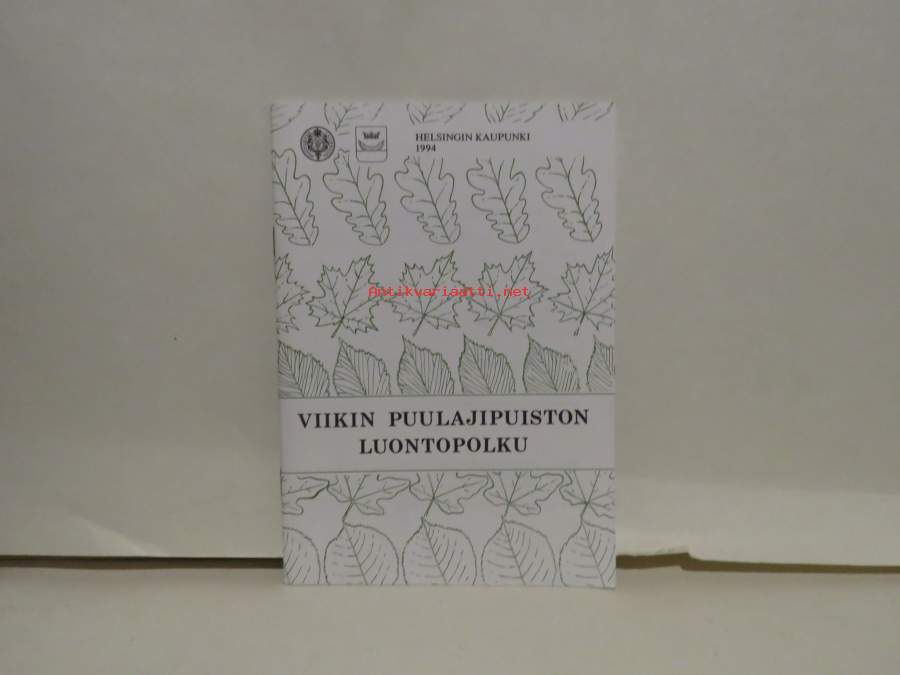 HELSINGIN KAUPUNKI
1994
Antikvariaatti.net
VIIKIN PUULAJIPUISTON
LUONTOPOLKU